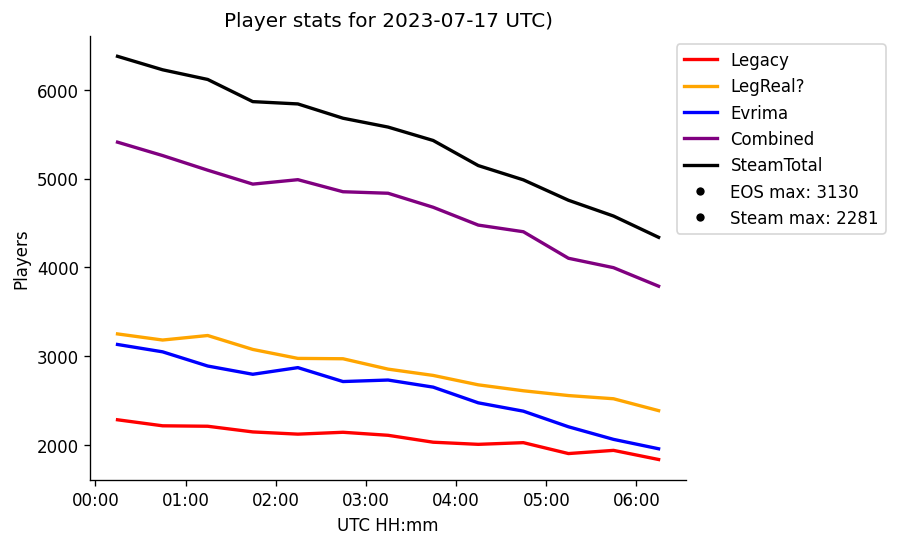 Player stats for 2023-07-17 UTC)
Legacy
LegReal?
Evrima
Combined
SteamTotal
EOS max: 3130
Steam max: 2281
Players
6000
5000
4000
3000
2000
00:00 01:00 02:00 03:00 04:00 05:00 06:00
UTC HH:mm